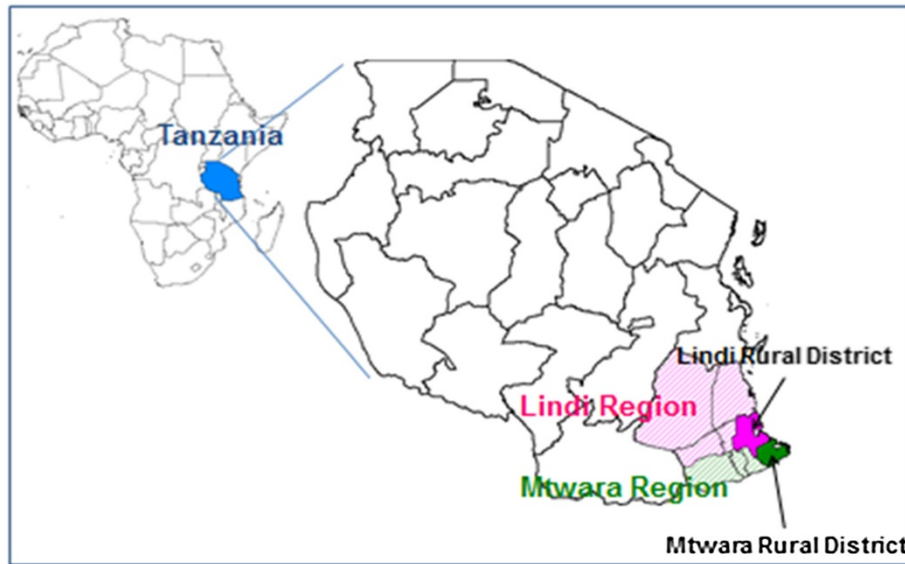 Tanzania
Lindi Rural District
Lindi Region
Mtwara Region
Mtwara Rural District